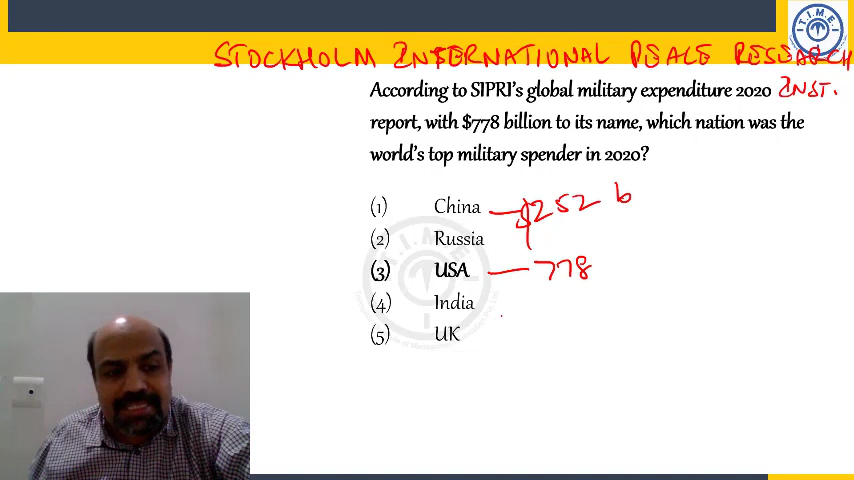 T.I.M.E.
STOCKHOLM INTERNATIONAL PEACE RESEARCH
INST.
According to SIPRI's global military expenditure 2020
report, with $778 billion to its name, which nation was the
world's top military spender in 2020?
(1) China — $252 b
(2) Russia
(3) USA — 778
(4) India
(5) UK
T.I.M.E.